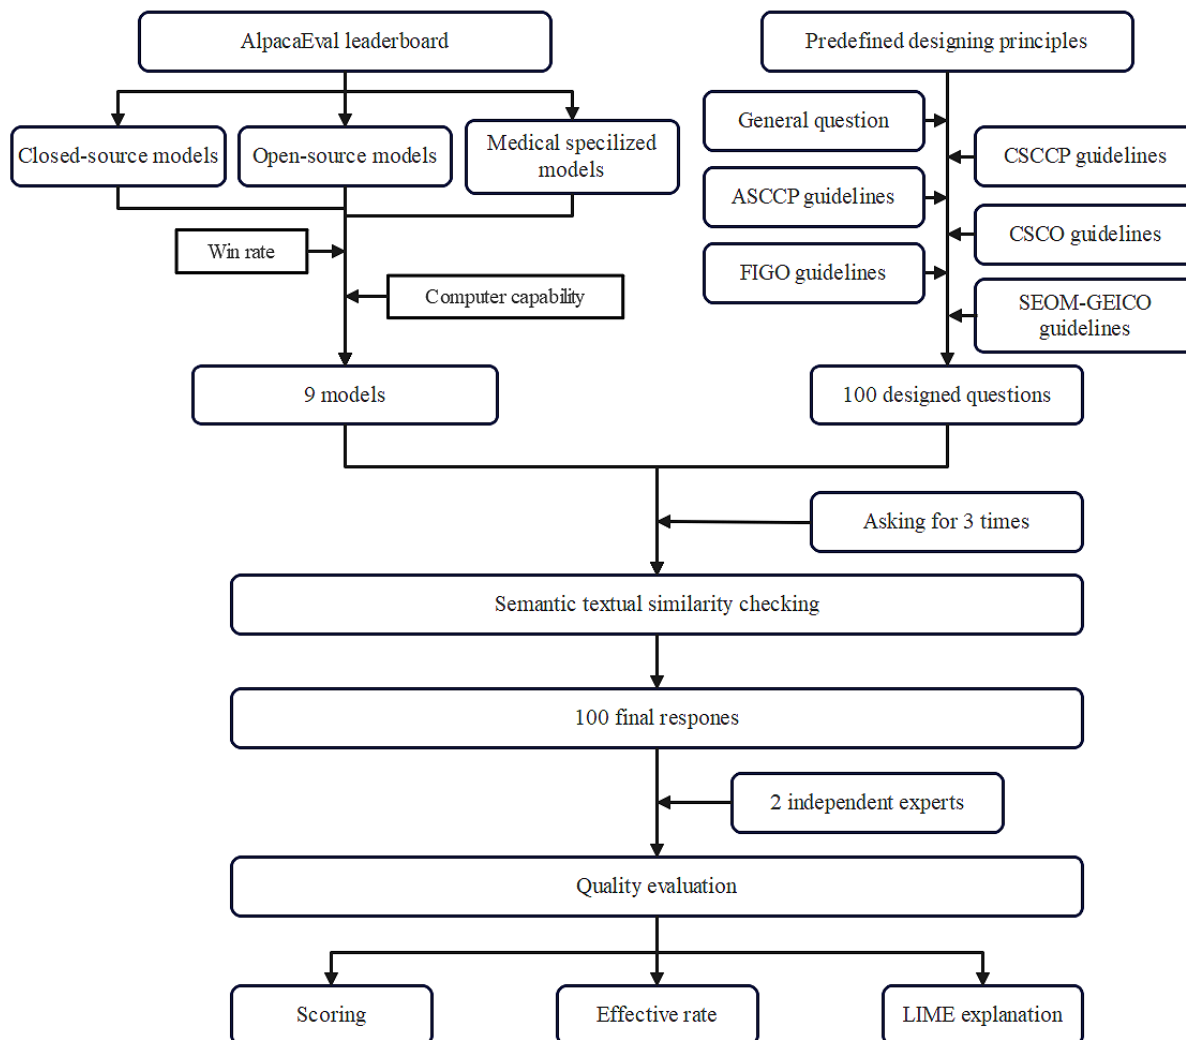 AlpacaEval leaderboard
Predefined designing principles
General question
Closed-source models
Open-source models
Medical specilized
models
CSCCP guidelines
ASCCP guidelines
Win rate
CSCO guidelines
FIGO guidelines
Computer capability
SEOM-GEICO
guidelines
9 models
100 designed questions
Asking for 3 times
Semantic textual similarity checking
100 final respones
2 independent experts
Quality evaluation
Scoring
Effective rate
LIME explanation